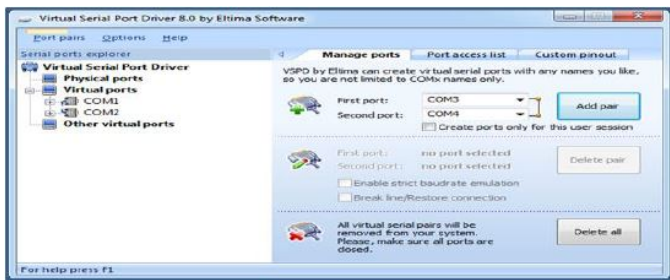 Virtual Serial Port Driver 8.0 by Eltima Software
Port pairs Options Help
Serial ports explorer
Manage ports Port access list Custom pinout
Virtual Serial Port Driver
Physical ports
Virtual ports
COM1
COM2
Other virtual ports
VSPD by Eltima can create virtual serial ports with any names you like,
so you are not limited to COMx names only.
First port: COM3
Second port: COM4
Add pair
Create ports only for this user session
First port: no port selected
Second port: no port selected
Delete pair
Enable strict baudrate emulation
Break line/Restore connection
All virtual serial pairs will be
removed from your system.
Please, make sure all ports are
closed.
Delete all
For help press F1